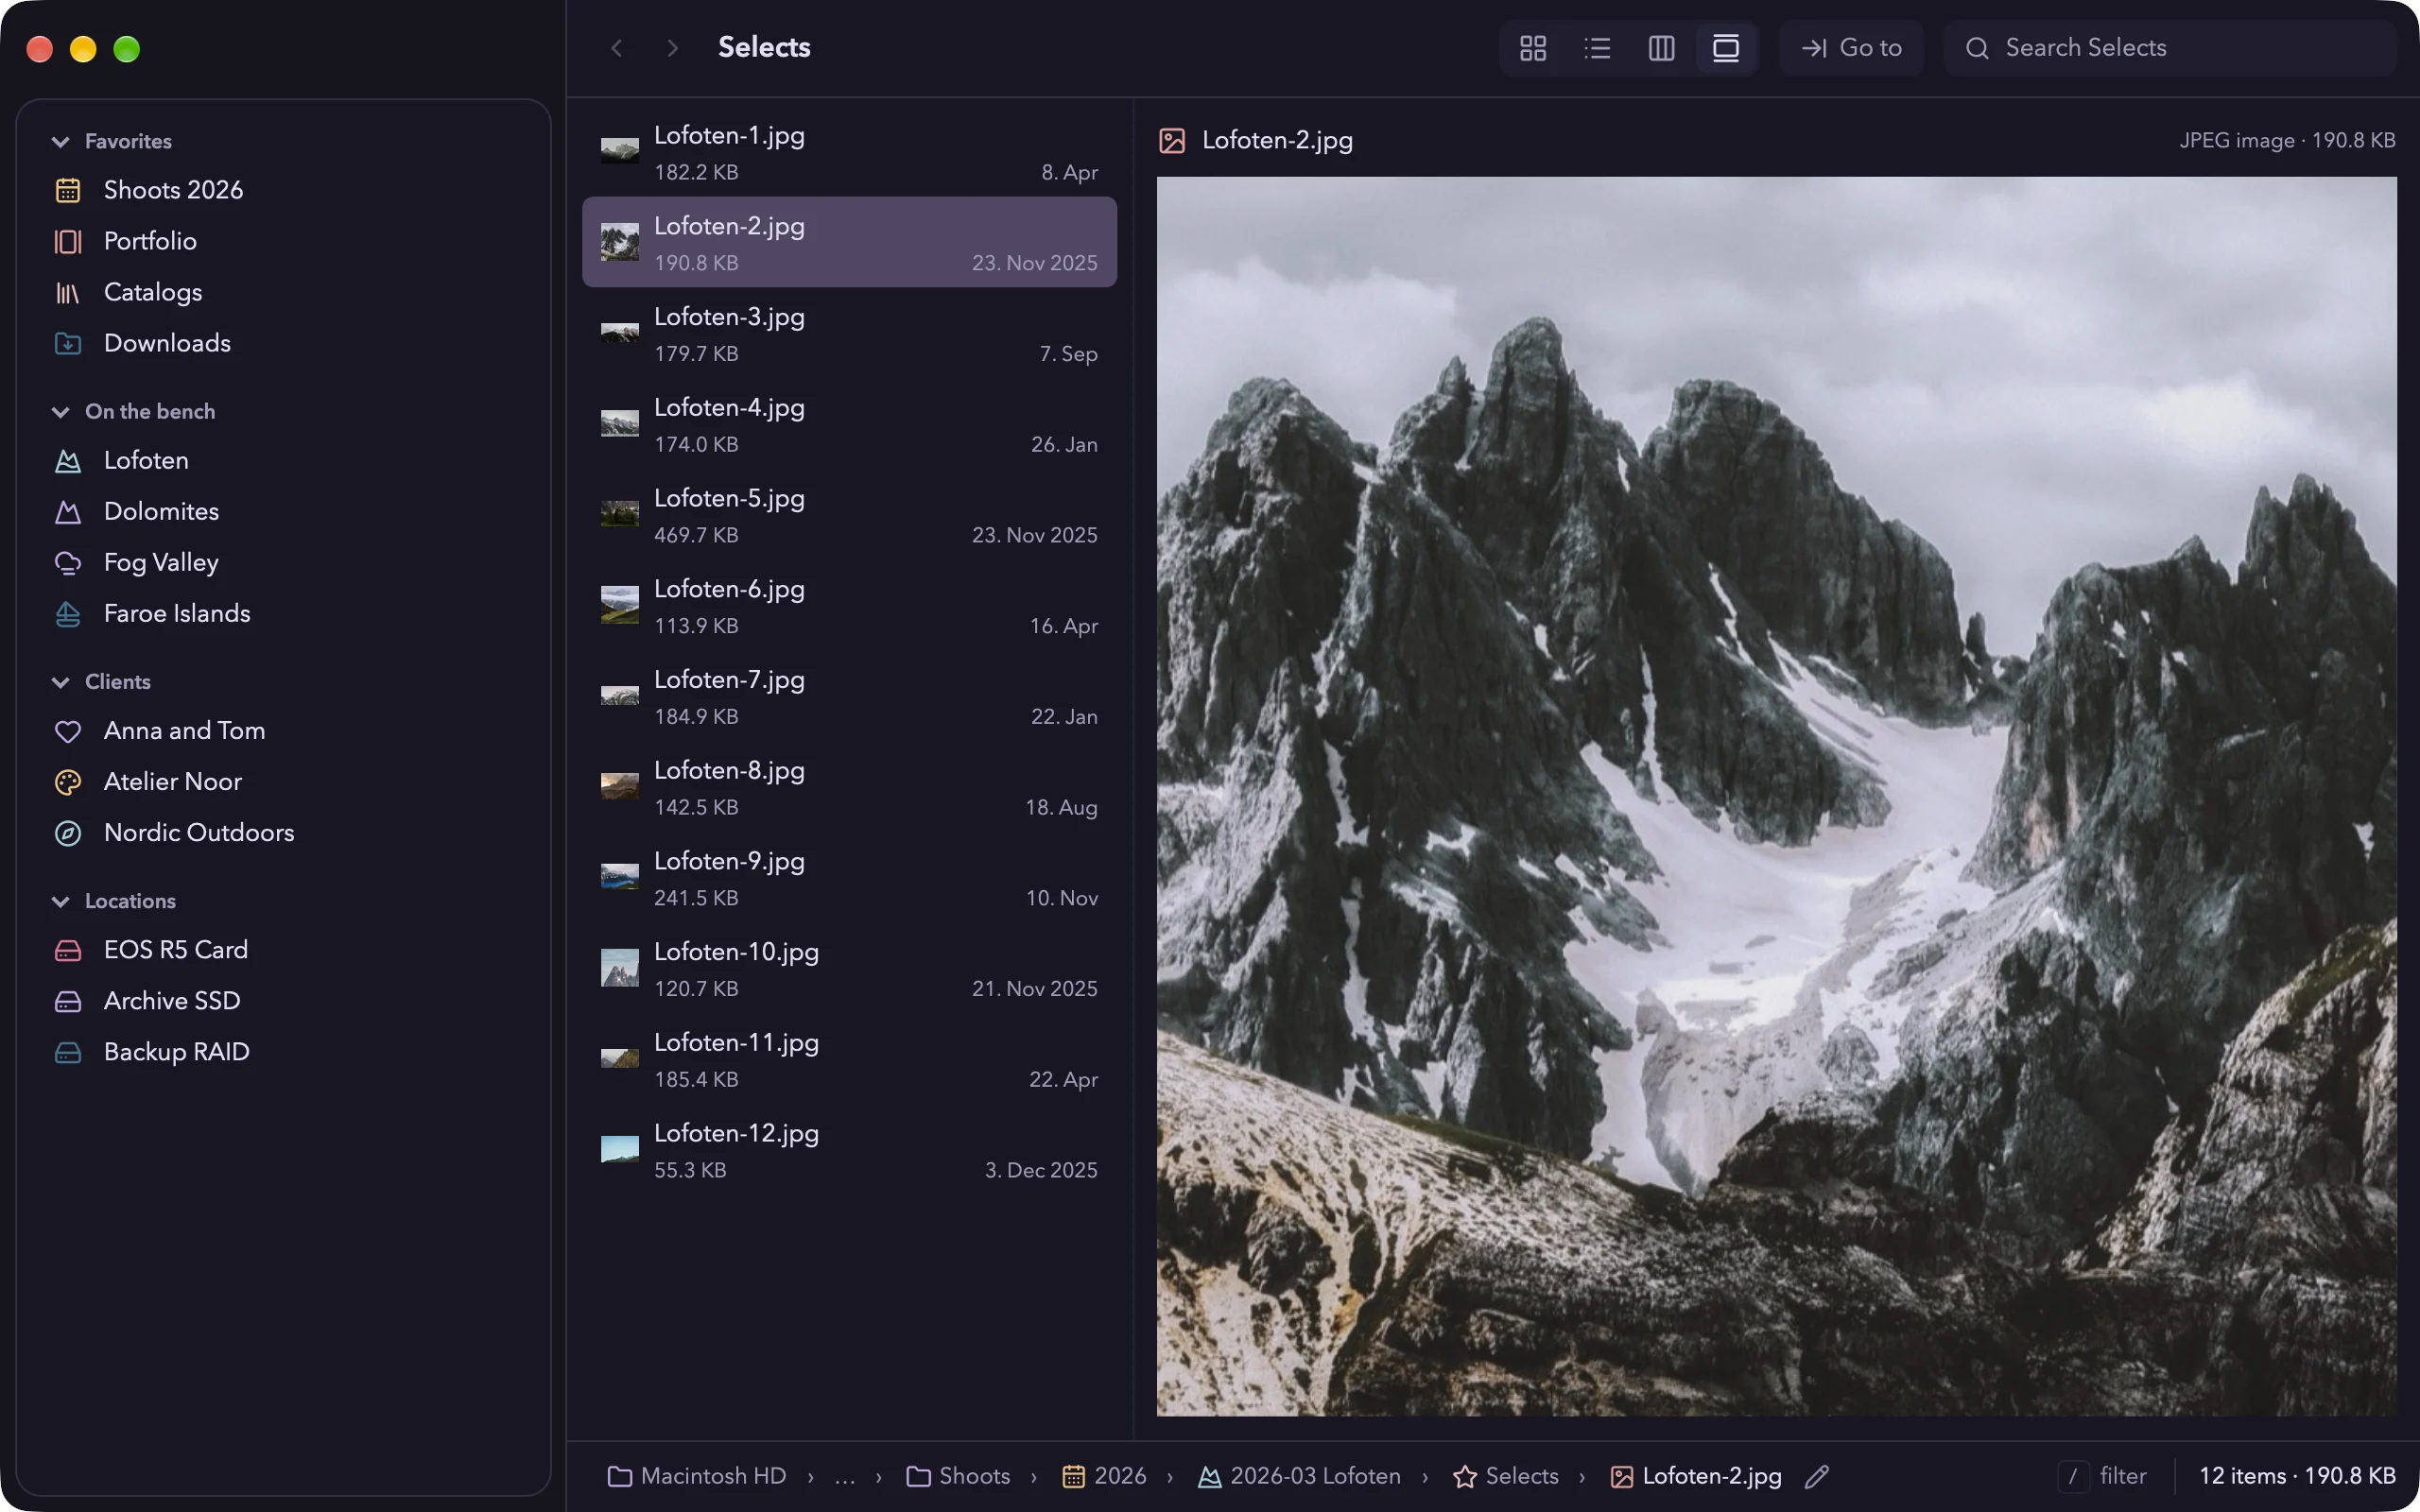 Selects
Go to
Search Selects
Favorites
Shoots 2026
Portfolio
Catalogs
Downloads
On the bench
Lofoten
Dolomites
Fog Valley
Faroe Islands
Clients
Anna and Tom
Atelier Noor
Nordic Outdoors
Locations
EOS R5 Card
Archive SSD
Backup RAID
Lofoten-1.jpg
182.2 KB 8. Apr
Lofoten-2.jpg
190.8 KB 23. Nov 2025
Lofoten-3.jpg
179.7 KB 7. Sep
Lofoten-4.jpg
174.0 KB 26. Jan
Lofoten-5.jpg
469.7 KB 23. Nov 2025
Lofoten-6.jpg
113.9 KB 16. Apr
Lofoten-7.jpg
184.9 KB 22. Jan
Lofoten-8.jpg
142.5 KB 18. Aug
Lofoten-9.jpg
241.5 KB 10. Nov
Lofoten-10.jpg
120.7 KB 21. Nov 2025
Lofoten-11.jpg
185.4 KB 22. Apr
Lofoten-12.jpg
55.3 KB 3. Dec 2025
Lofoten-2.jpg JPEG image · 190.8 KB
Macintosh HD › … › Shoots › 2026 › 2026-03 Lofoten › Selects › Lofoten-2.jpg / filter 12 items · 190.8 KB